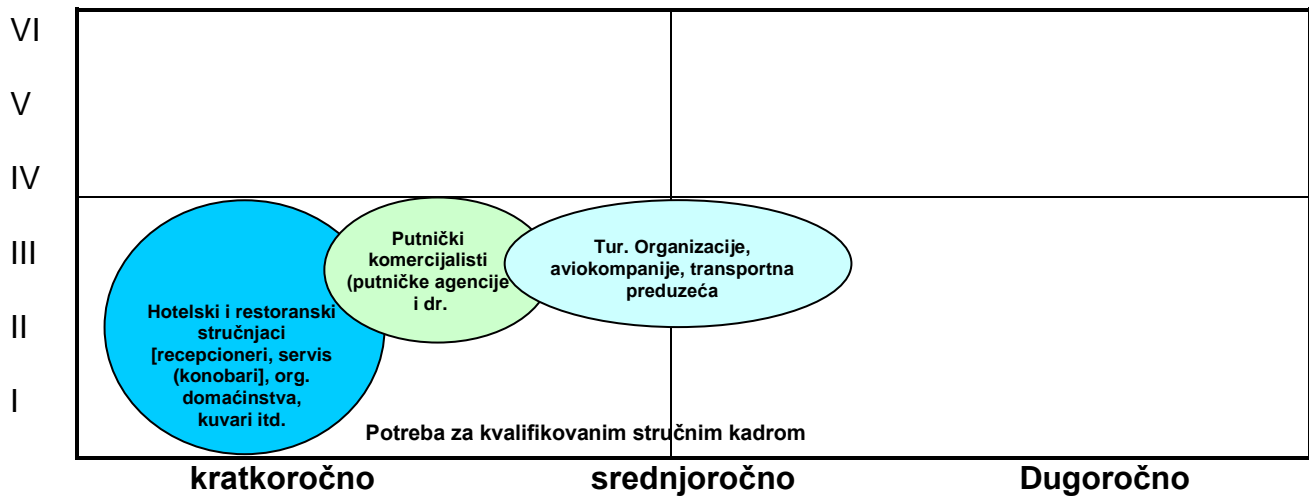 VI
V
IV
III
II
I
Hotelski i restoranski
stručnjaci
[recepcioneri, servis
(konobari], org.
domaćinstva,
kuvari itd.
Putnički
komercijalisti
(putničke agencije
i dr.
Tur. Organizacije,
aviokompanije, transportna
preduzeća
Potreba za kvalifikovanim stručnim kadrom
kratkoročno
srednjoročno
Dugoročno